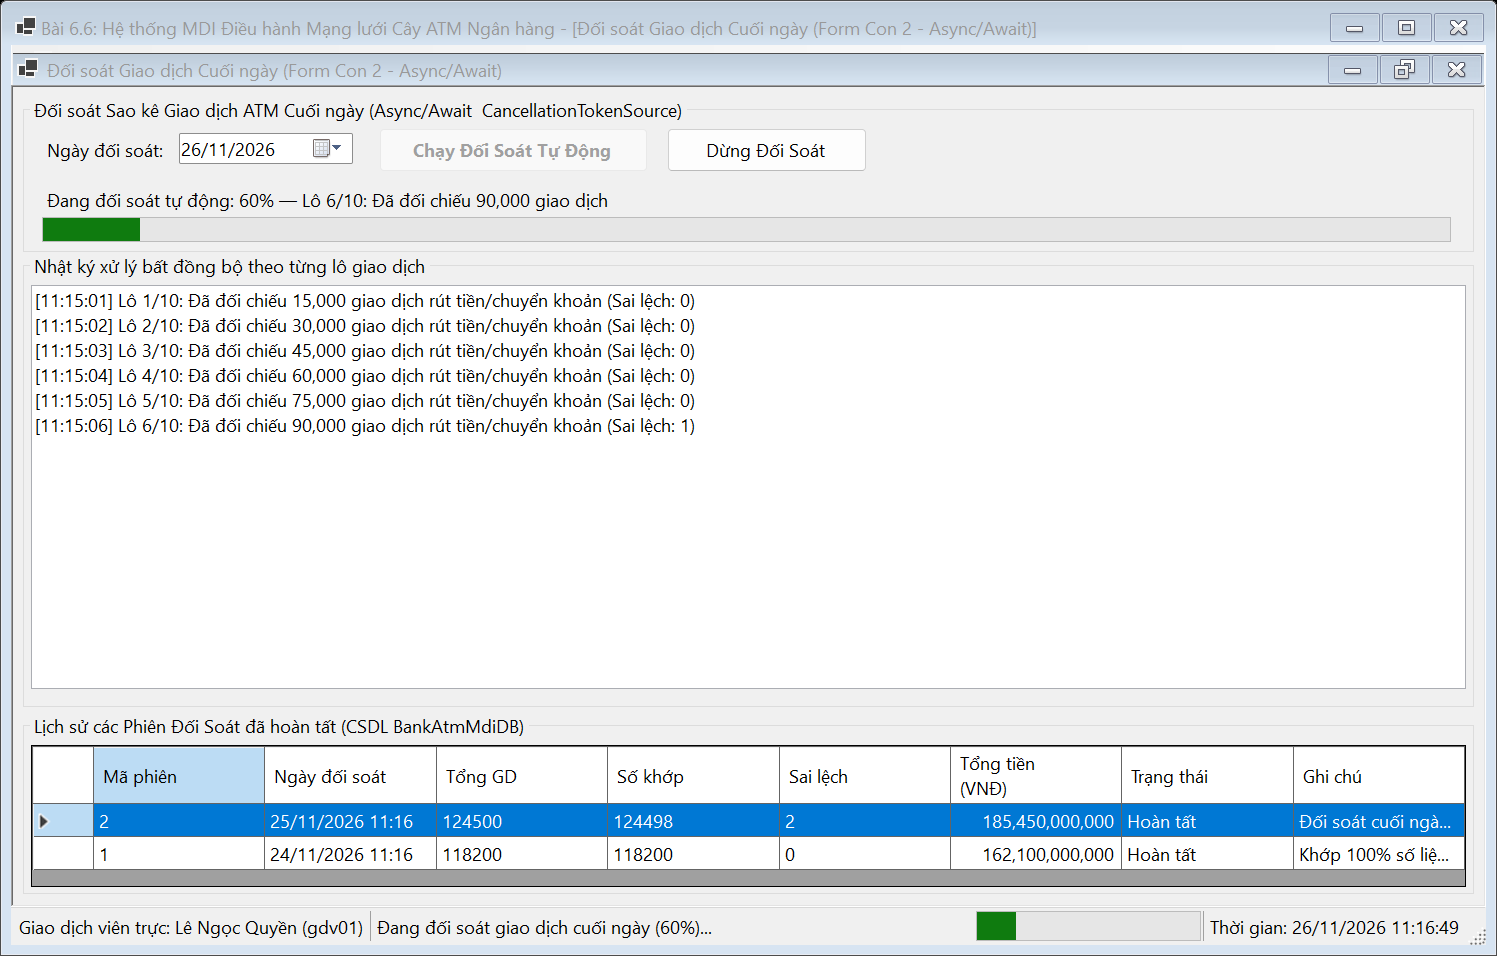 Bài 6.6: Hệ thống MDI Điều hành Mạng lưới Cây ATM Ngân hàng - [Đối soát Giao dịch Cuối ngày (Form Con 2 - Async/Await)]
Đối soát Giao dịch Cuối ngày (Form Con 2 - Async/Await)
Đối soát Sao kê Giao dịch ATM Cuối ngày (Async/Await  CancellationTokenSource)
Ngày đối soát: 26/11/2026 Chạy Đối Soát Tự Động Dừng Đối Soát
Đang đối soát tự động: 60% — Lô 6/10: Đã đối chiếu 90,000 giao dịch
Nhật ký xử lý bất đồng bộ theo từng lô giao dịch
[11:15:01] Lô 1/10: Đã đối chiếu 15,000 giao dịch rút tiền/chuyển khoản (Sai lệch: 0)
[11:15:02] Lô 2/10: Đã đối chiếu 30,000 giao dịch rút tiền/chuyển khoản (Sai lệch: 0)
[11:15:03] Lô 3/10: Đã đối chiếu 45,000 giao dịch rút tiền/chuyển khoản (Sai lệch: 0)
[11:15:04] Lô 4/10: Đã đối chiếu 60,000 giao dịch rút tiền/chuyển khoản (Sai lệch: 0)
[11:15:05] Lô 5/10: Đã đối chiếu 75,000 giao dịch rút tiền/chuyển khoản (Sai lệch: 0)
[11:15:06] Lô 6/10: Đã đối chiếu 90,000 giao dịch rút tiền/chuyển khoản (Sai lệch: 1)
Lịch sử các Phiên Đối Soát đã hoàn tất (CSDL BankAtmMdiDB)
Mã phiên Ngày đối soát Tổng GD Số khớp Sai lệch Tổng tiền (VNĐ) Trạng thái Ghi chú
2 25/11/2026 11:16 124500 124498 2 185,450,000,000 Hoàn tất Đối soát cuối ngà...
1 24/11/2026 11:16 118200 118200 0 162,100,000,000 Hoàn tất Khớp 100% số liệ...
Giao dịch viên trực: Lê Ngọc Quyền (gdv01) Đang đối soát giao dịch cuối ngày (60%)... Thời gian: 26/11/2026 11:16:49